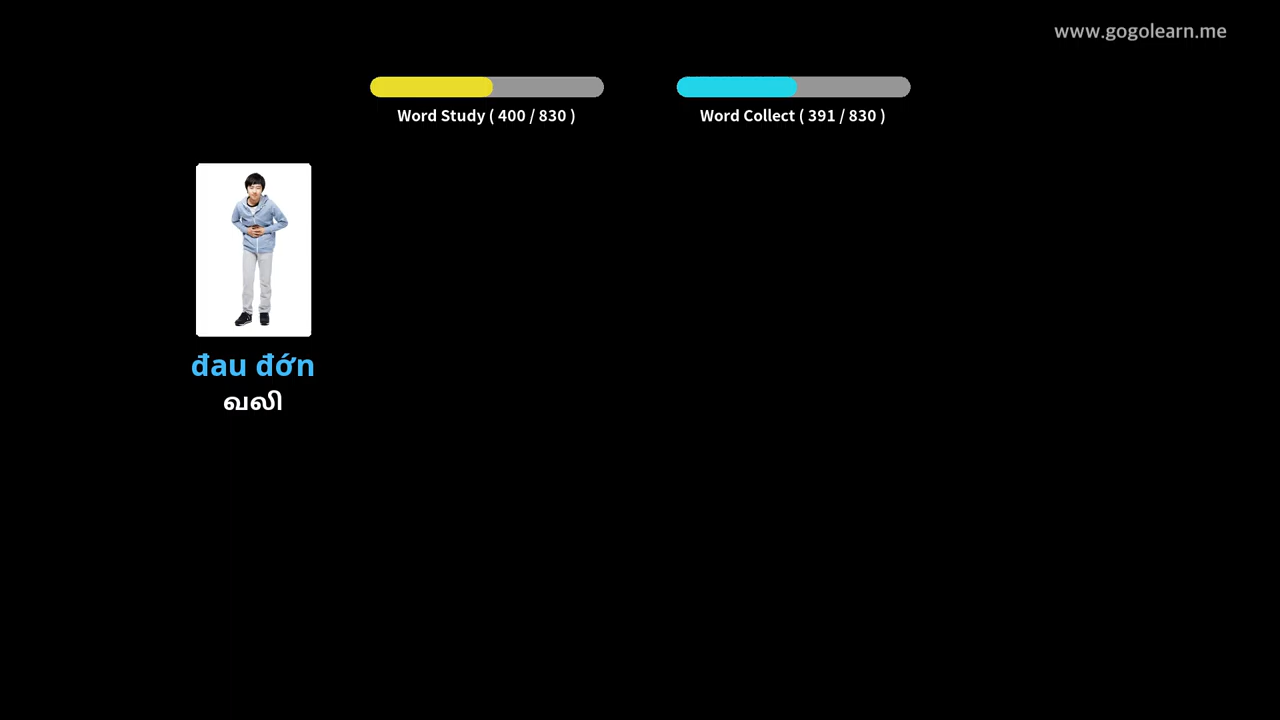 www.gogolearn.me
Word Study ( 400 / 830 )
Word Collect ( 391 / 830 )
đau đớn
வலி